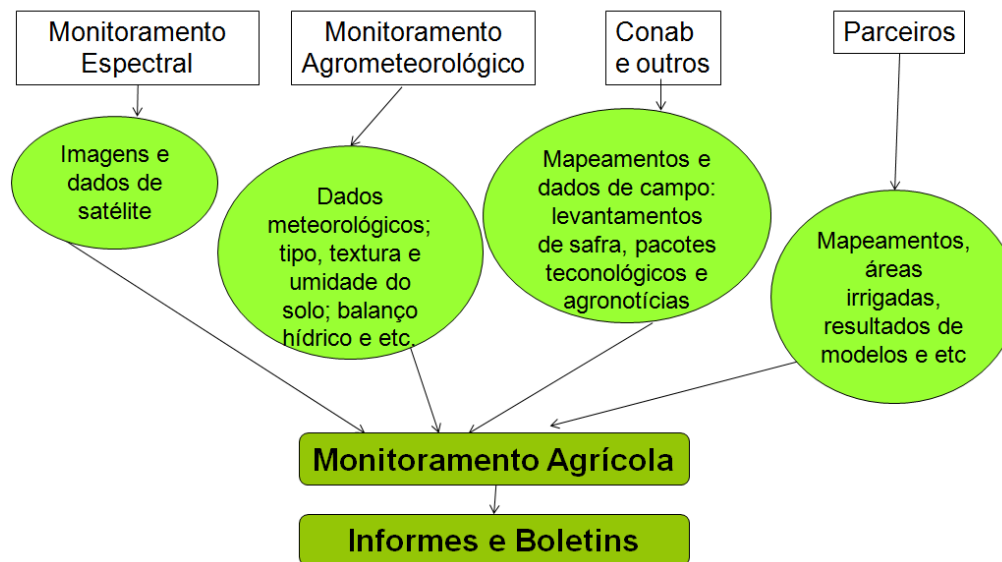 Monitoramento
Espectral
Monitoramento
Agrometeorológico
Conab
e outros
Parceiros
Imagens e
dados de
satélite
Dados
meteorológicos;
tipo, textura e
umidade do
solo; balanço
hídrico e etc.
Mapeamentos e
dados de campo:
levantamentos
de safra, pacotes
teconológicos e
agronotícias
Mapeamentos,
áreas
irrigadas,
resultados de
modelos e etc
Monitoramento Agrícola
Informes e Boletins